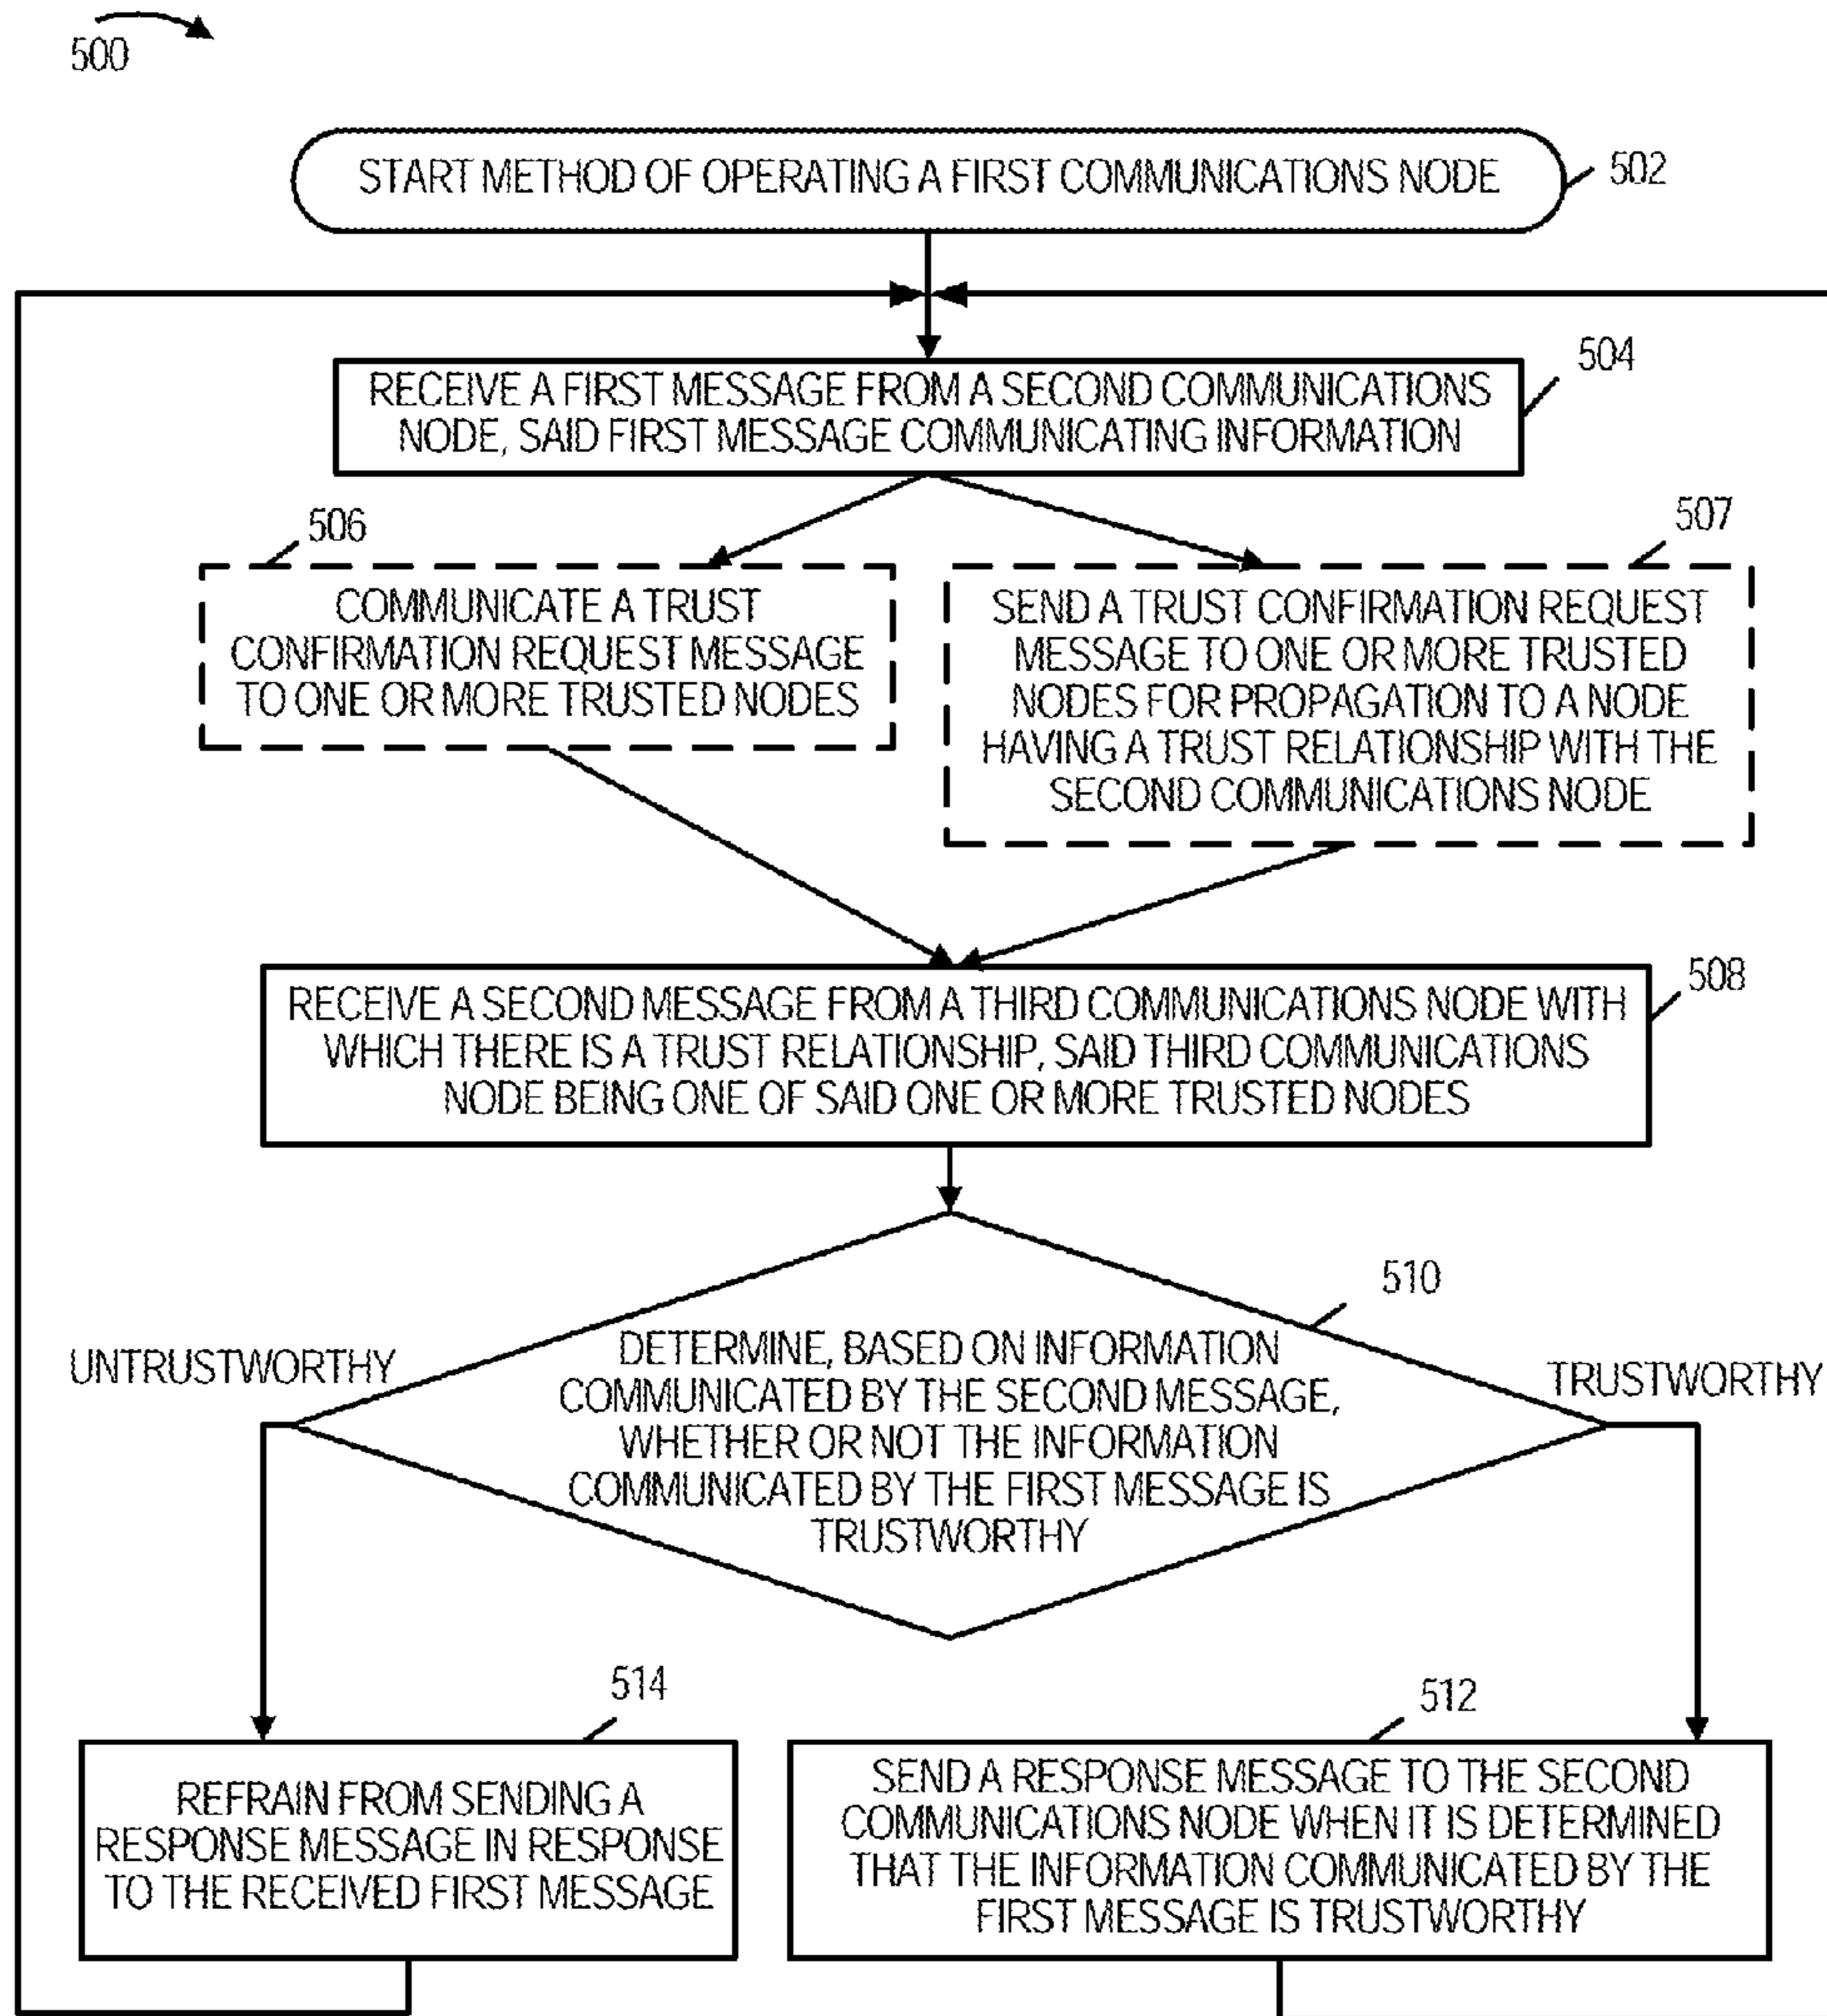 500
START METHOD OF OPERATING A FIRST COMMUNICATIONS NODE
502
504
RECEIVE A FIRST MESSAGE FROM A SECOND COMMUNICATIONS
NODE, SAID FIRST MESSAGE COMMUNICATING INFORMATION
506
COMMUNICATE A TRUST
CONFIRMATION REQUEST MESSAGE
TO ONE OR MORE TRUSTED NODES
507
SEND A TRUST CONFIRMATION REQUEST
MESSAGE TO ONE OR MORE TRUSTED
NODES FOR PROPAGATION TO A NODE
HAVING A TRUST RELATIONSHIP WITH THE
SECOND COMMUNICATIONS NODE
508
RECEIVE A SECOND MESSAGE FROM A THIRD COMMUNICATIONS NODE WITH
WHICH THERE IS A TRUST RELATIONSHIP, SAID THIRD COMMUNICATIONS
NODE BEING ONE OF SAID ONE OR MORE TRUSTED NODES
510
UNTRUSTWORTHY
TRUSTWORTHY
DETERMINE, BASED ON INFORMATION
COMMUNICATED BY THE SECOND MESSAGE,
WHETHER OR NOT THE INFORMATION
COMMUNICATED BY THE FIRST MESSAGE IS
TRUSTWORTHY
514
REFRAIN FROM SENDING A
RESPONSE MESSAGE IN RESPONSE
TO THE RECEIVED FIRST MESSAGE
512
SEND A RESPONSE MESSAGE TO THE SECOND
COMMUNICATIONS NODE WHEN IT IS DETERMINED
THAT THE INFORMATION COMMUNICATED BY THE
FIRST MESSAGE IS TRUSTWORTHY